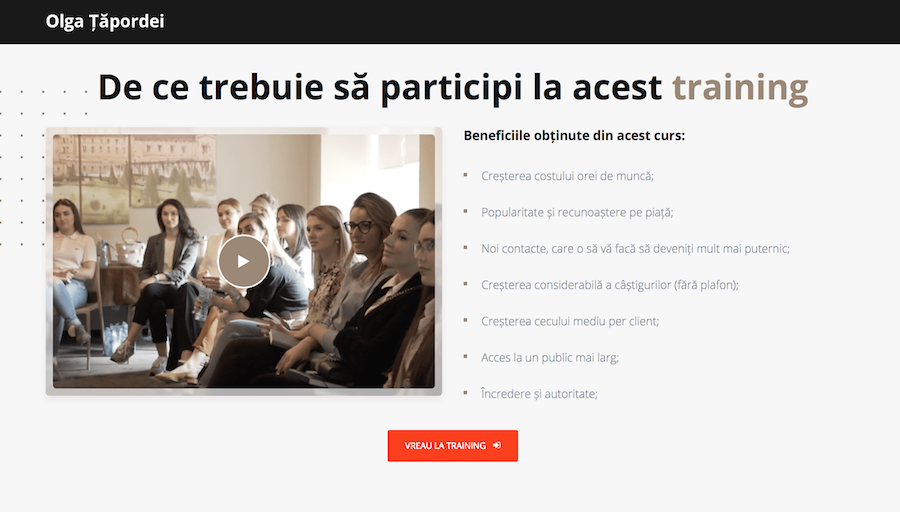 Olga Țăpordei
De ce trebuie să participi la acest training
Beneficiile obținute din acest curs:
Creșterea costului orei de muncă;
Popularitate și recunoaștere pe piață;
Noi contacte, care o să vă facă să deveniți mult mai puternic;
Creșterea considerabilă a câștigurilor (fără plafon);
Creșterea cecului mediu per client;
Acces la un public mai larg;
Încredere și autoritate;
VREAU LA TRAINING